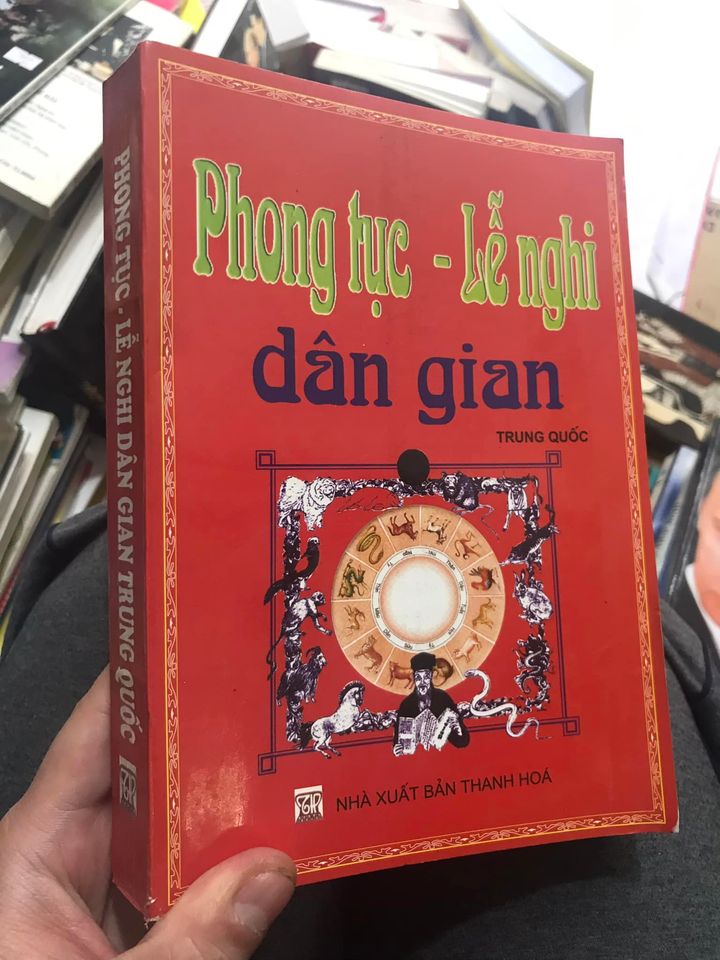 Phong tục - Lễ nghi
dân gian
TRUNG QUỐC
NHÀ XUẤT BẢN THANH HOÁ
PHONG TỤC - LỄ NGHI DÂN GIAN TRUNG QUỐC